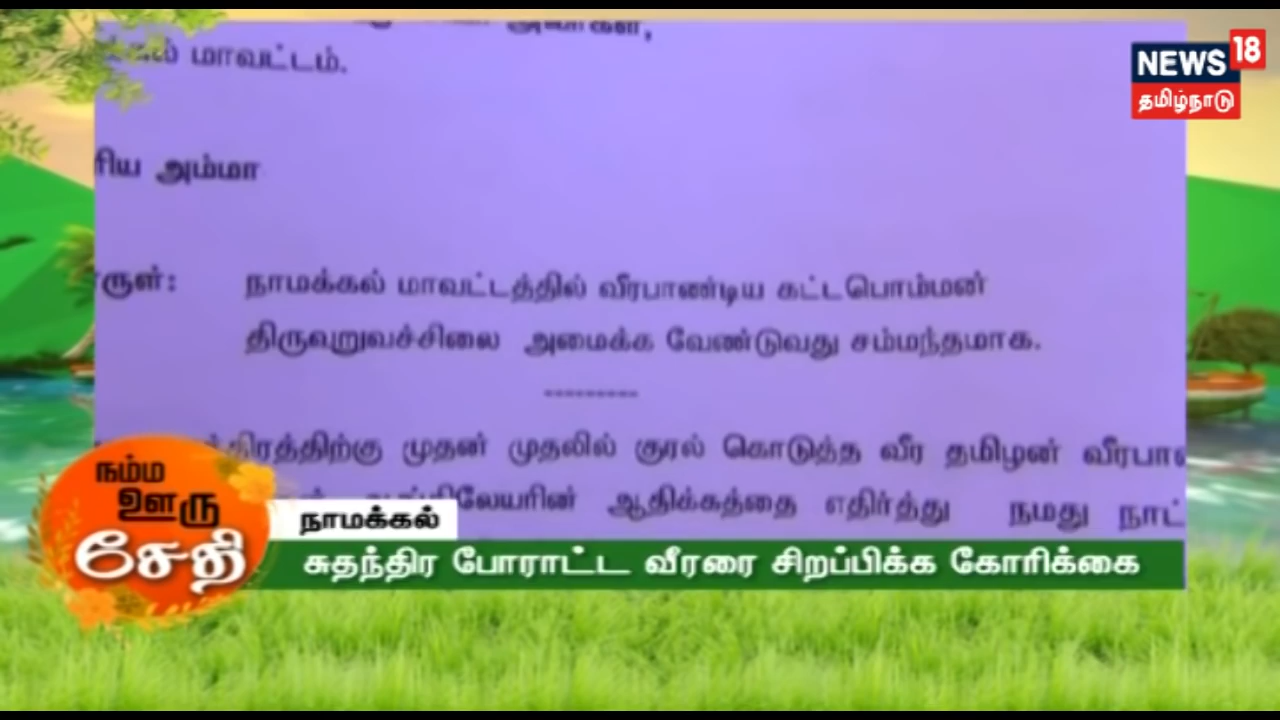 NEWS 18
தமிழ்நாடு
மாவட்டம்.
அம்மா
நாமக்கல் மாவட்டத்தில் வீரபாண்டிய கட்டபொம்மன்
திருவுறுவச்சிலை அமைக்க வேண்டுவது சம்மந்தமாக.
----------
முதன் முதலில் குரல் கொடுத்த வீர தமிழன்
ஆதிக்கத்தை எதிர்த்து நமது
நம்ம
ஊரு
சேதி
நாமக்கல்
சுதந்திர போராட்ட வீரரை சிறப்பிக்க கோரிக்கை